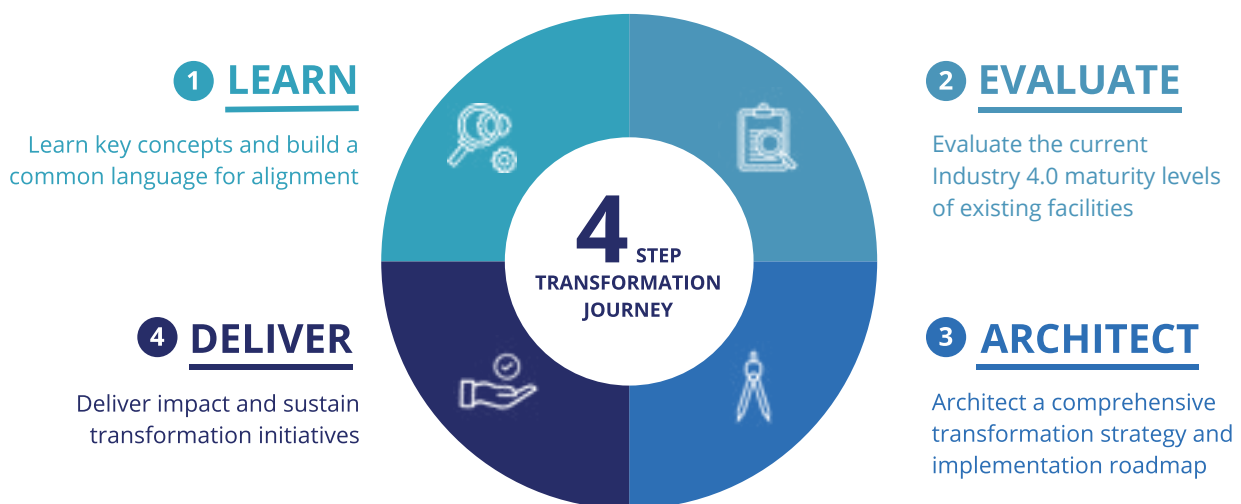 1 LEARN
Learn key concepts and build a
common language for alignment
2 EVALUATE
Evaluate the current
Industry 4.0 maturity levels
of existing facilities
4 STEP
TRANSFORMATION
JOURNEY
3 ARCHITECT
Architect a comprehensive
transformation strategy and
implementation roadmap
4 DELIVER
Deliver impact and sustain
transformation initiatives